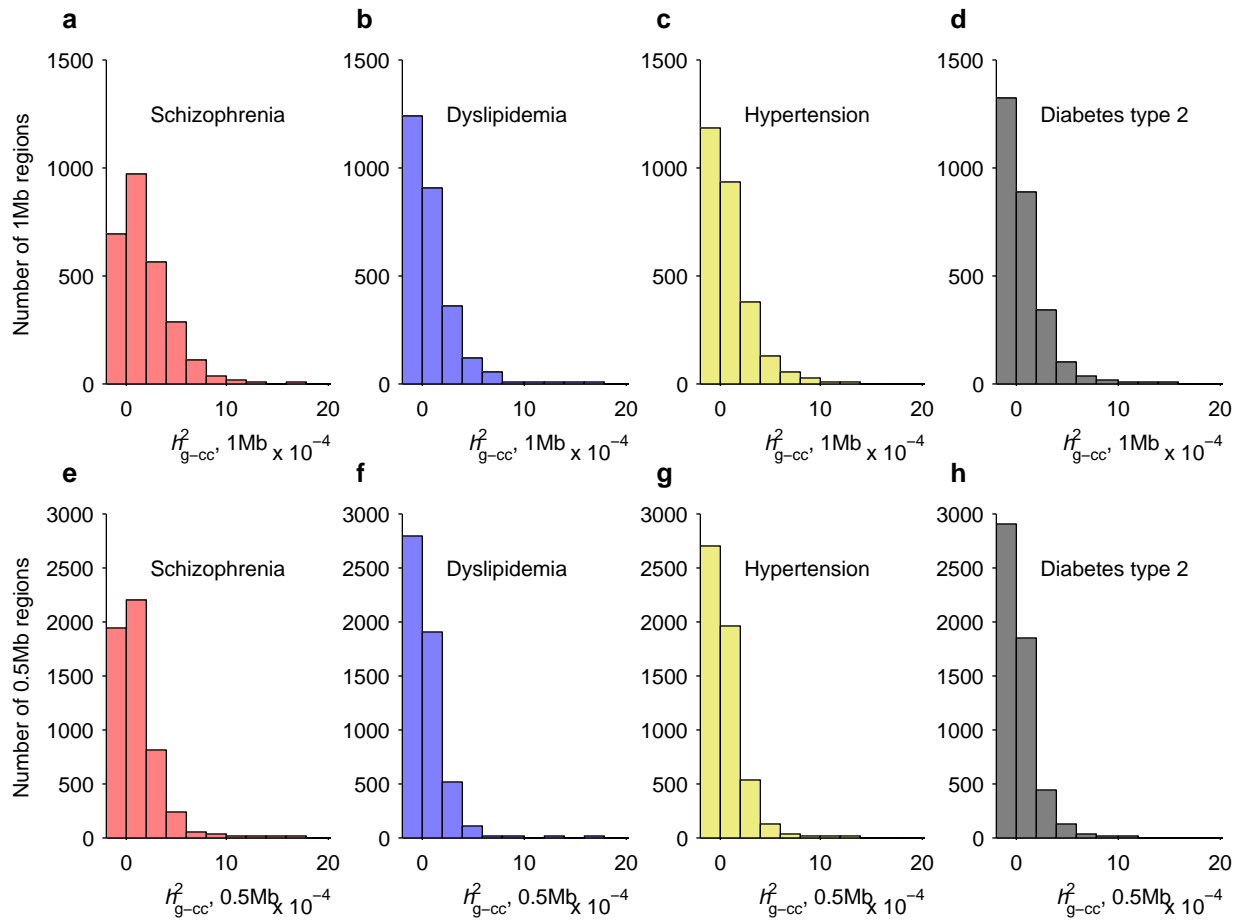 a b c d
1500 1500 1500 1500
Schizophrenia Dyslipidemia Hypertension Diabetes type 2
1000 1000 1000 1000
Number of 1Mb regions
500 500 500 500
0 0 0 0
0 10 20 0 10 20 0 10 20 0 10 20
h²g−cc, 1Mb x 10⁻⁴ h²g−cc, 1Mb x 10⁻⁴ h²g−cc, 1Mb x 10⁻⁴ h²g−cc, 1Mb x 10⁻⁴
e f g h
3000 3000 3000 3000
2500 2500 2500 2500
Schizophrenia Dyslipidemia Hypertension Diabetes type 2
2000 2000 2000 2000
Number of 0.5Mb regions
1500 1500 1500 1500
1000 1000 1000 1000
500 500 500 500
0 0 0 0
0 10 20 0 10 20 0 10 20 0 10 20
h²g−cc, 0.5Mb x 10⁻⁴ h²g−cc, 0.5Mb x 10⁻⁴ h²g−cc, 0.5Mb x 10⁻⁴ h²g−cc, 0.5Mb x 10⁻⁴